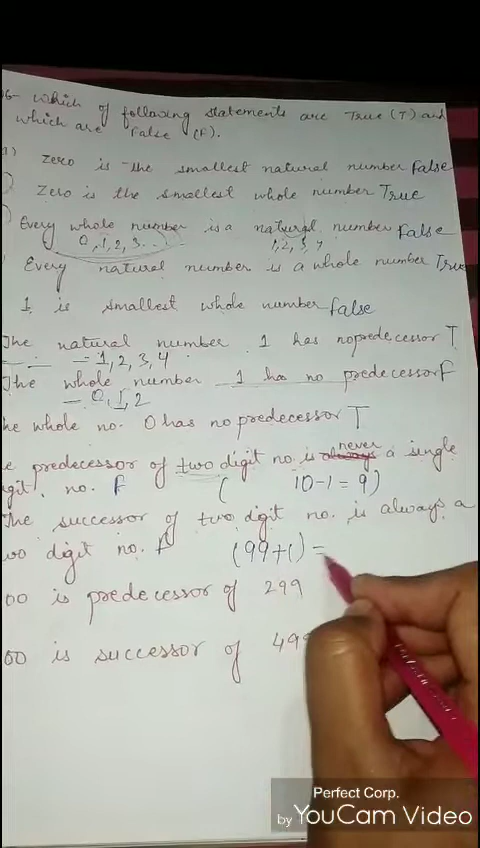 Which of following statements are True (T) and
which are False (F).
Zero is the smallest natural number False
Zero is the smallest whole number True
Every whole number is a natural number False
0,1,2,3... 1,2,3,4
Every natural number is a whole number True
1 is smallest whole number false
The natural number 1 has no predecessor T
- 1,2,3,4
The whole number 1 has no predecessor F
- 0,1,2
he whole no. 0 has no predecessor T
never
e predecessor of two digit no. is always a single
git. no. F ( 10-1=9)
The successor of two digit no. is always a
wo digit no. F (99+1) =
00 is predecessor of 299
00 is successor of 499
Perfect Corp.
by YouCam Video